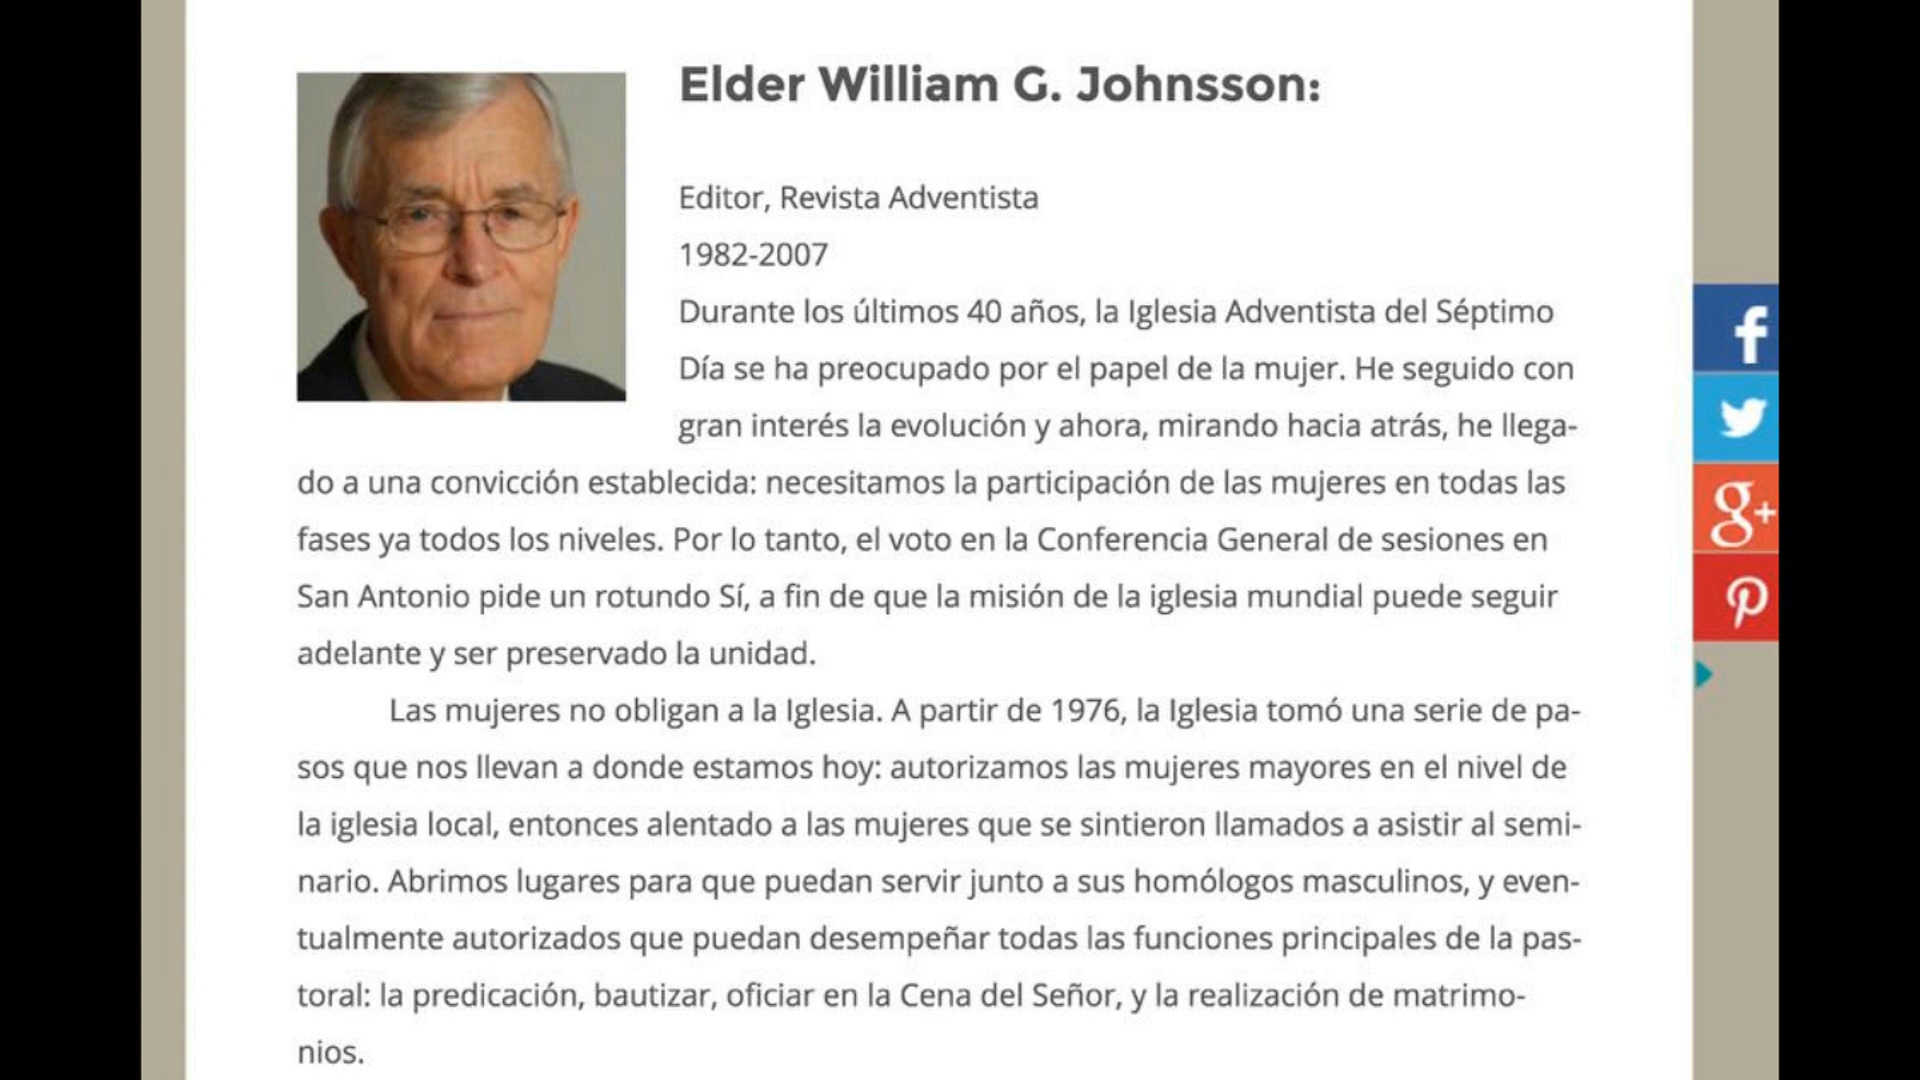 Elder William G. Johnsson:
Editor, Revista Adventista
1982-2007
Durante los últimos 40 años, la Iglesia Adventista del Séptimo
Día se ha preocupado por el papel de la mujer. He seguido con
gran interés la evolución y ahora, mirando hacia atrás, he llega-
do a una convicción establecida: necesitamos la participación de las mujeres en todas las
fases ya todos los niveles. Por lo tanto, el voto en la Conferencia General de sesiones en
San Antonio pide un rotundo Sí, a fin de que la misión de la iglesia mundial puede seguir
adelante y ser preservado la unidad.
Las mujeres no obligan a la Iglesia. A partir de 1976, la Iglesia tomó una serie de pa-
sos que nos llevan a donde estamos hoy: autorizamos las mujeres mayores en el nivel de
la iglesia local, entonces alentado a las mujeres que se sintieron llamados a asistir al semi-
nario. Abrimos lugares para que puedan servir junto a sus homólogos masculinos, y even-
tualmente autorizados que puedan desempeñar todas las funciones principales de la pas-
toral: la predicación, bautizar, oficiar en la Cena del Señor, y la realización de matrimo-
nios.
f
g+